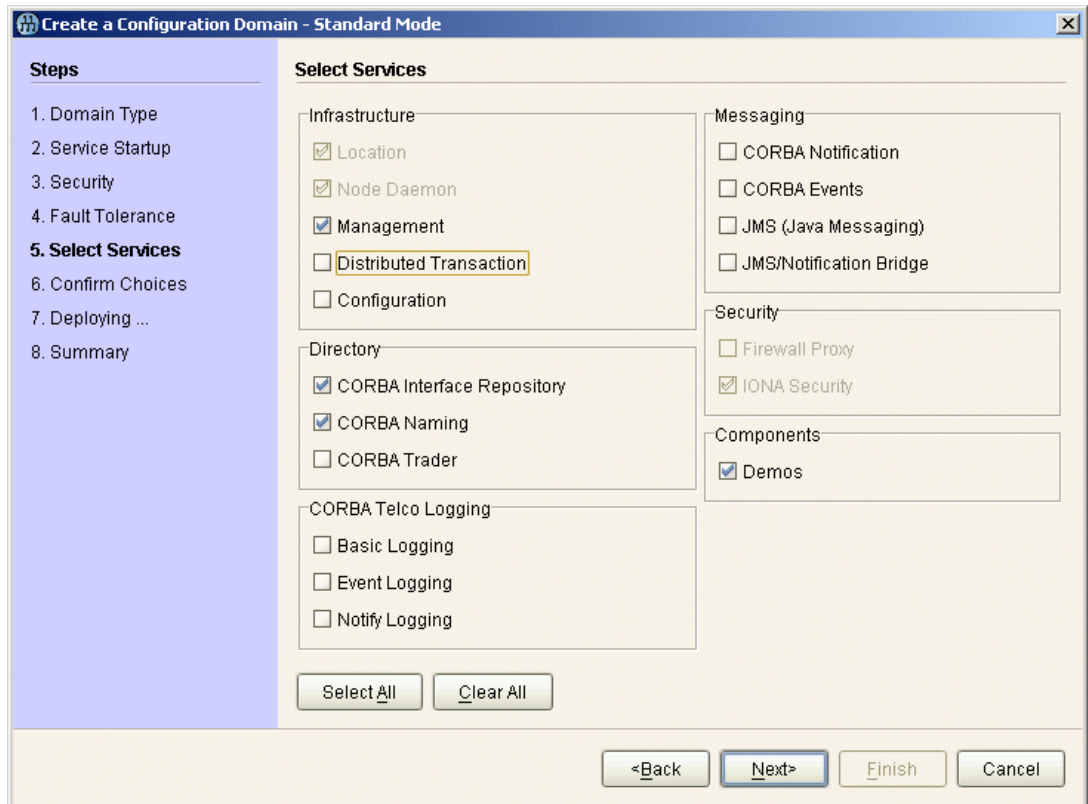 Create a Configuration Domain - Standard Mode
Steps
1. Domain Type
2. Service Startup
3. Security
4. Fault Tolerance
5. Select Services
6. Confirm Choices
7. Deploying ...
8. Summary
Select Services
Infrastructure
Location
Node Daemon
Management
Distributed Transaction
Configuration
Directory
CORBA Interface Repository
CORBA Naming
CORBA Trader
CORBA Telco Logging
Basic Logging
Event Logging
Notify Logging
Messaging
CORBA Notification
CORBA Events
JMS (Java Messaging)
JMS/Notification Bridge
Security
Firewall Proxy
IONA Security
Components
Demos
Select All
Clear All
<Back
Next>
Finish
Cancel